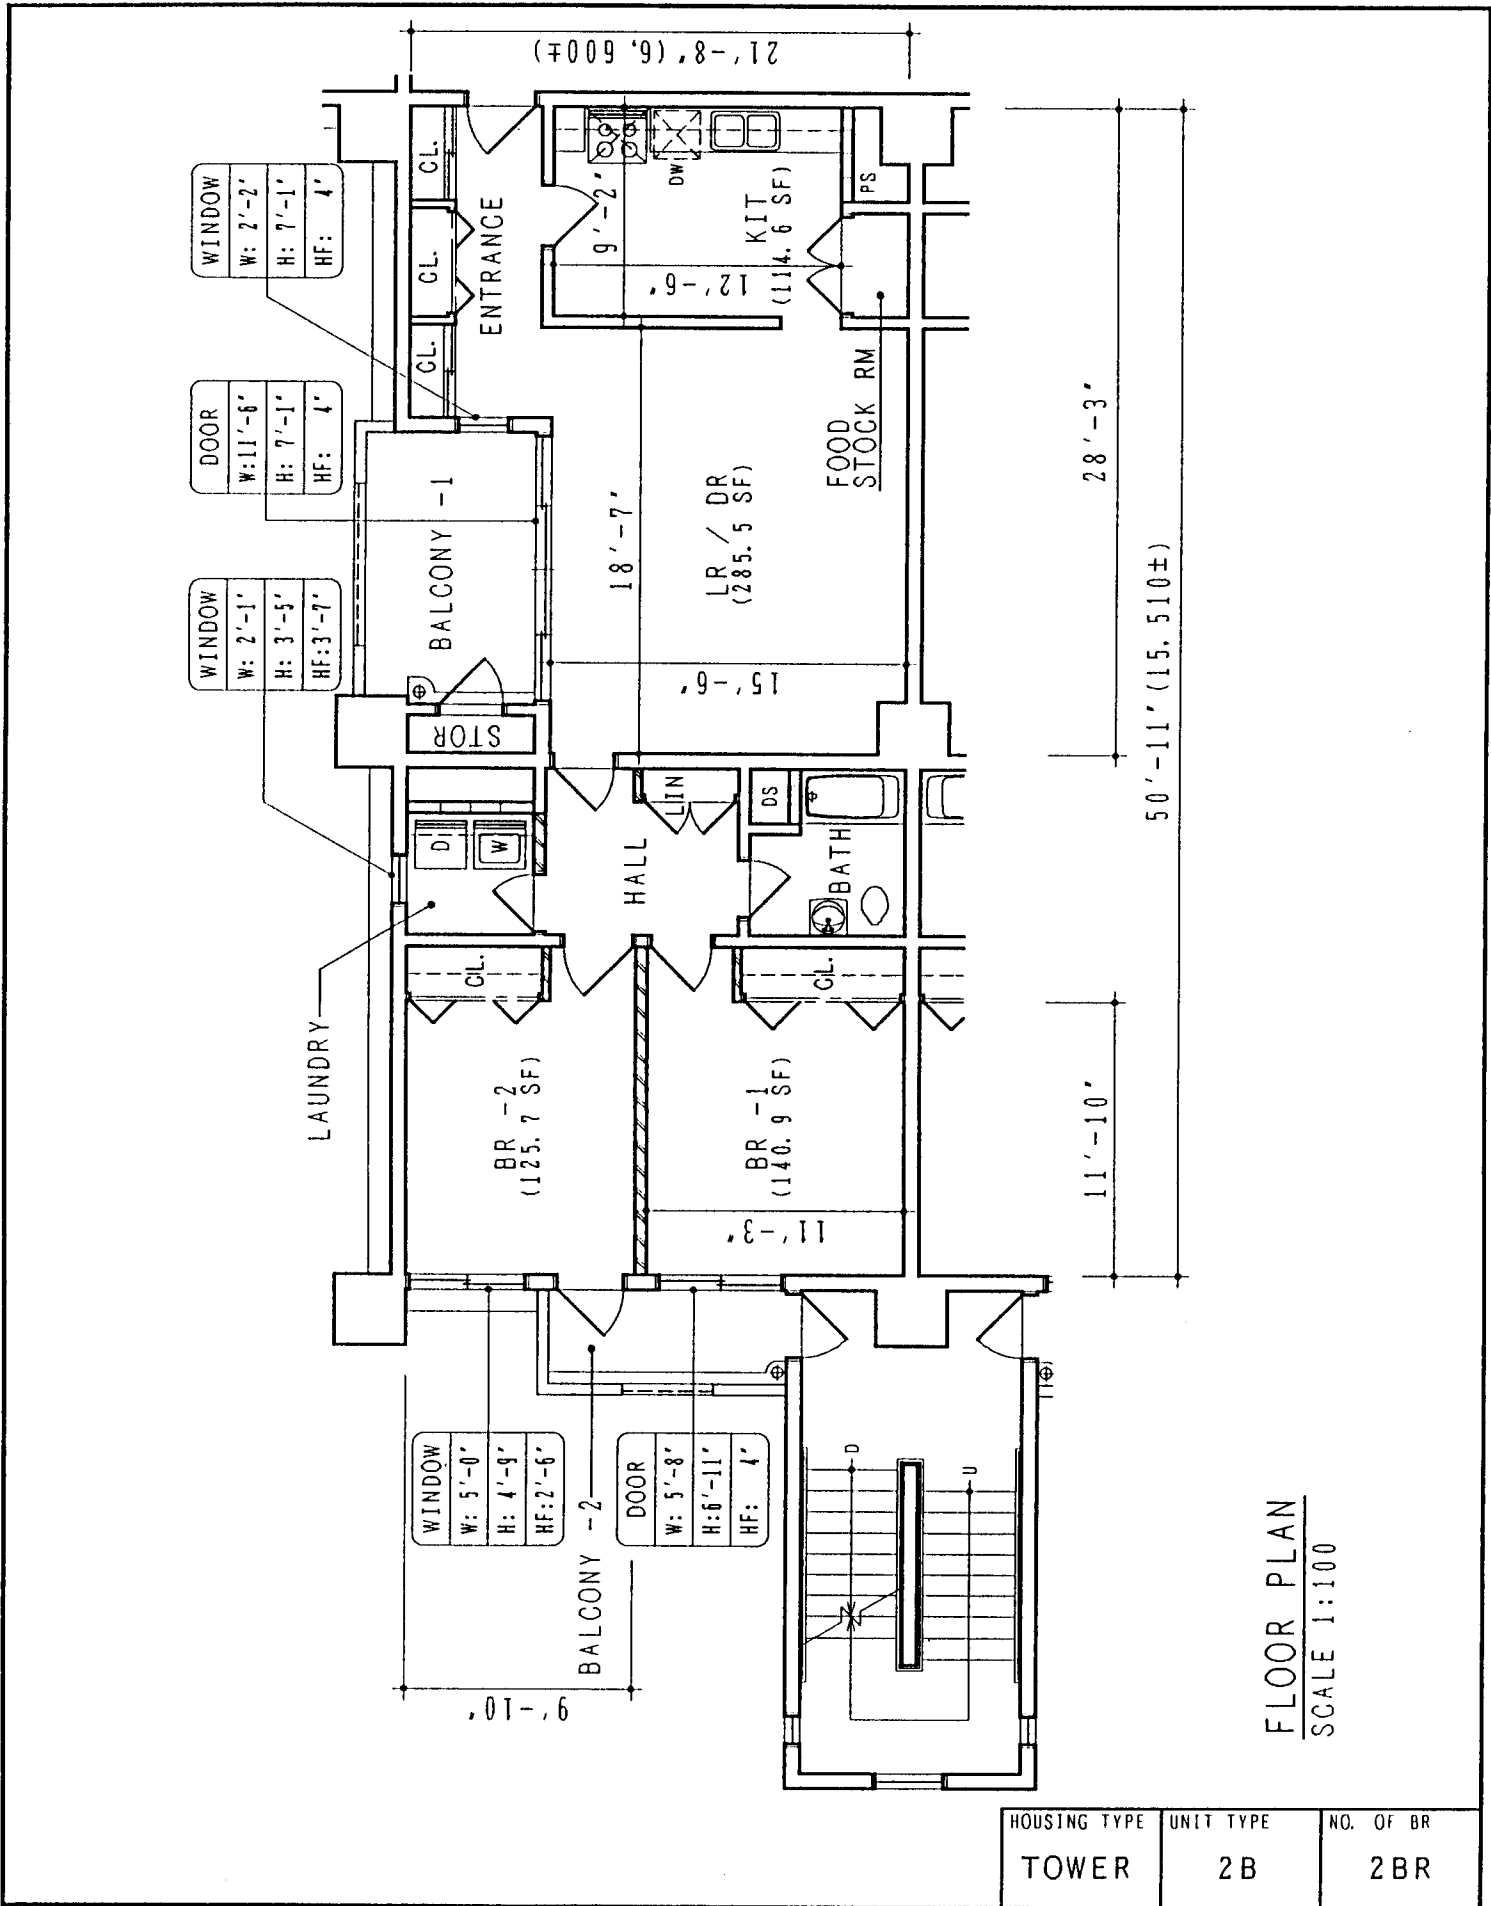 21'-8" (6, 600±)
WINDOW
W: 2'-2"
H: 7'-1"
HF: 4"
DOOR
W:11'-6"
H: 7'-1"
HF: 4"
WINDOW
W: 2'-1"
H: 3'-5"
HF:3'-7"
CL.
CL.
CL.
ENTRANCE
9'-2"
DW
KIT
(114.6 SF)
12'-6"
PS
FOOD
STOCK RM
BALCONY -1
18'-7"
LR / DR
(285.5 SF)
15'-6"
28'-3"
50'-11" (15, 510±)
STOR
D
W
LIN
DS
HALL
BATH
LAUNDRY
CL.
CL.
BR -2
(125.7 SF)
BR -1
(140.9 SF)
11'-3"
11'-10"
WINDOW
W: 5'-0"
H: 4'-9"
HF:2'-6"
DOOR
W: 5'-8"
H:6'-11"
HF: 4"
BALCONY -2
9'-10"
D
U
FLOOR PLAN
SCALE 1:100
HOUSING TYPE
TOWER
UNIT TYPE
2B
NO. OF BR
2BR